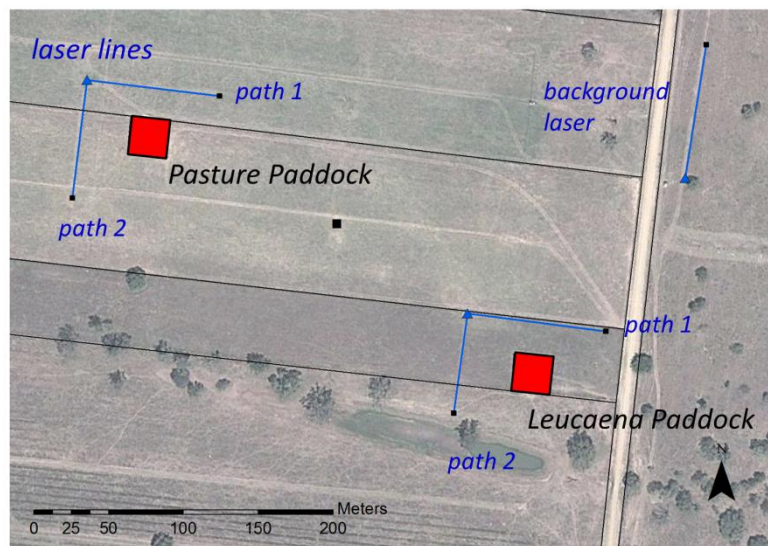 laser lines
path 1
background
laser
Pasture Paddock
path 2
path 1
Leucaena Paddock
path 2
N
Meters
0 25 50 100 150 200